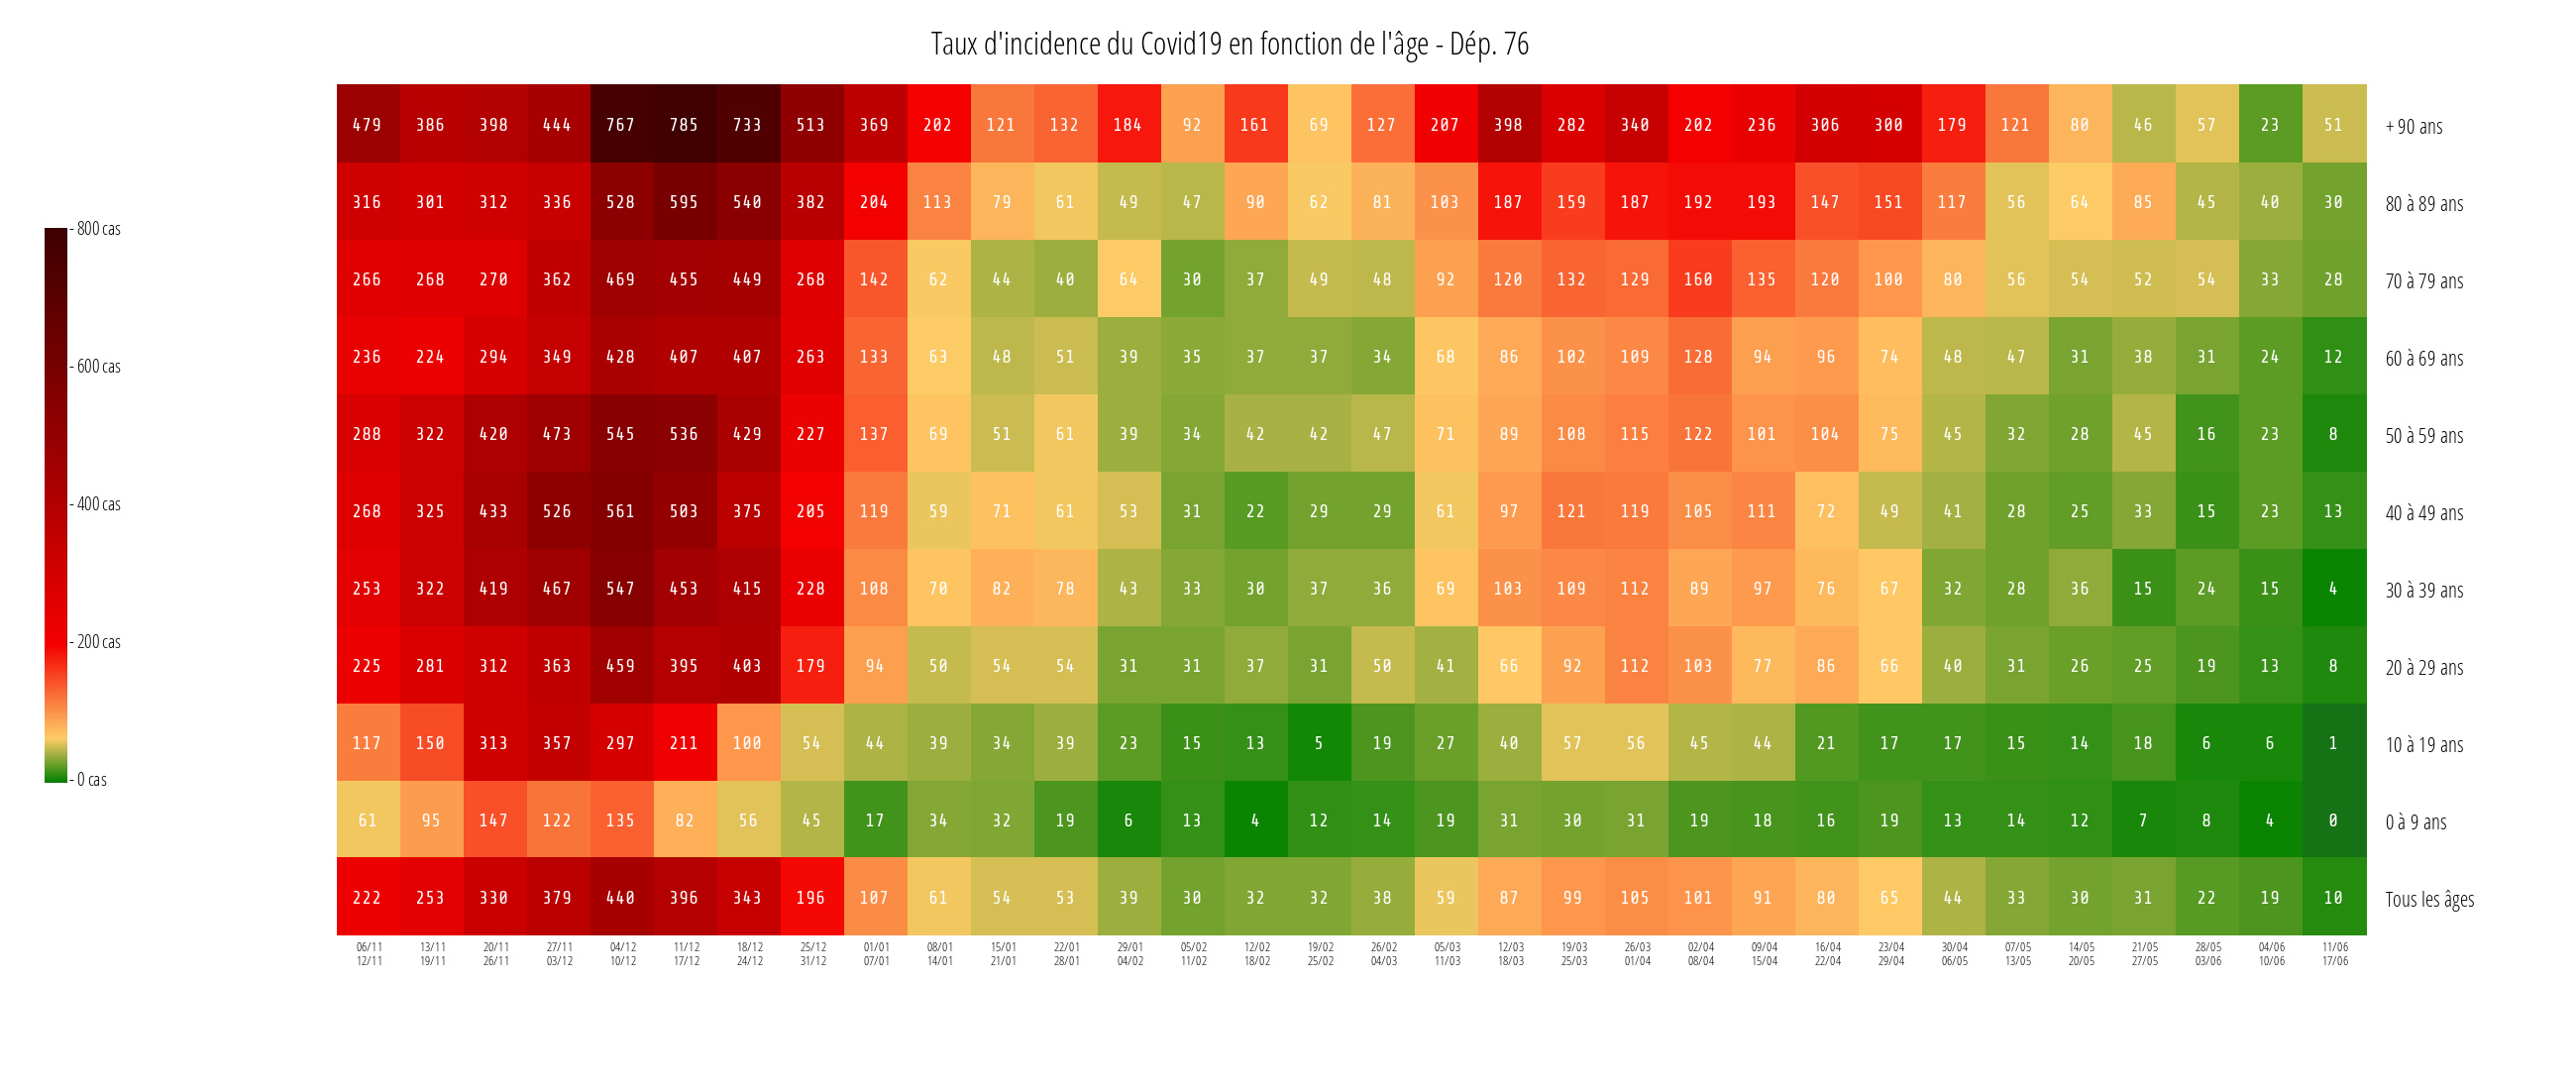 Taux d'incidence du Covid19 en fonction de l'âge - Dép. 76
- 800 cas
- 600 cas
- 400 cas
- 200 cas
- 0 cas
479 386 398 444 767 785 733 513 369 202 121 132 184 92 161 69 127 207 398 282 340 202 236 306 300 179 121 80 46 57 23 51 + 90 ans
316 301 312 336 528 595 540 382 204 113 79 61 49 47 90 62 81 103 187 159 187 192 193 147 151 117 56 64 85 45 40 30 80 à 89 ans
266 268 270 362 469 455 449 268 142 62 44 40 64 30 37 49 48 92 120 132 129 160 135 120 100 80 56 54 52 54 33 28 70 à 79 ans
236 224 294 349 428 407 407 263 133 63 48 51 39 35 37 37 34 68 86 102 109 128 94 96 74 48 47 31 38 31 24 12 60 à 69 ans
288 322 420 473 545 536 429 227 137 69 51 61 39 34 42 42 47 71 89 108 115 122 101 104 75 45 32 28 45 16 23 8 50 à 59 ans
268 325 433 526 561 503 375 205 119 59 71 61 53 31 22 29 29 61 97 121 119 105 111 72 49 41 28 25 33 15 23 13 40 à 49 ans
253 322 419 467 547 453 415 228 108 70 82 78 43 33 30 37 36 69 103 109 112 89 97 76 67 32 28 36 15 24 15 4 30 à 39 ans
225 281 312 363 459 395 403 179 94 50 54 54 31 31 37 31 50 41 66 92 112 103 77 86 66 40 31 26 25 19 13 8 20 à 29 ans
117 150 313 357 297 211 100 54 44 39 34 39 23 15 13 5 19 27 40 57 56 45 44 21 17 17 15 14 18 6 6 1 10 à 19 ans
61 95 147 122 135 82 56 45 17 34 32 19 6 13 4 12 14 19 31 30 31 19 18 16 19 13 14 12 7 8 4 0 0 à 9 ans
222 253 330 379 440 396 343 196 107 61 54 53 39 30 32 32 38 59 87 99 105 101 91 80 65 44 33 30 31 22 19 10 Tous les âges
06/11 13/11 20/11 27/11 04/12 11/12 18/12 25/12 01/01 08/01 15/01 22/01 29/01 05/02 12/02 19/02 26/02 05/03 12/03 19/03 26/03 02/04 09/04 16/04 23/04 30/04 07/05 14/05 21/05 28/05 04/06 11/06
12/11 19/11 26/11 03/12 10/12 17/12 24/12 31/12 07/01 14/01 21/01 28/01 04/02 11/02 18/02 25/02 04/03 11/03 18/03 25/03 01/04 08/04 15/04 22/04 29/04 06/05 13/05 20/05 27/05 03/06 10/06 17/06